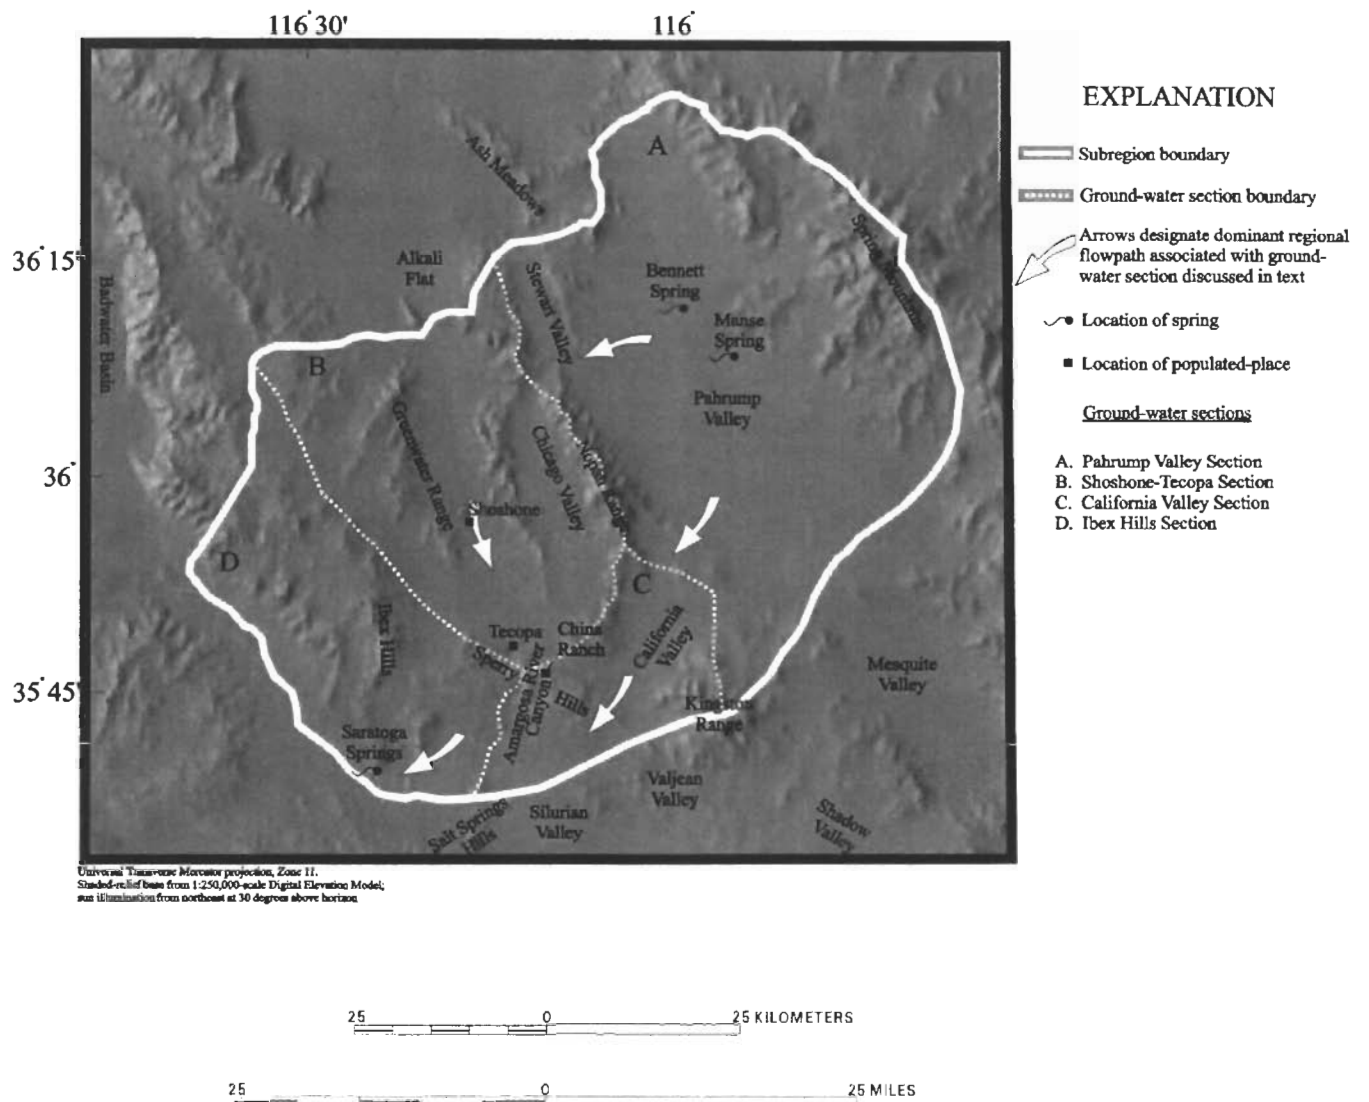 116°30'
116°
EXPLANATION
Subregion boundary
Ground-water section boundary
Arrows designate dominant regional
flowpath associated with ground-
water section discussed in text
Location of spring
Location of populated-place
Ground-water sections
A. Pahrump Valley Section
B. Shoshone-Tecopa Section
C. California Valley Section
D. Ibex Hills Section
A
Ash Meadows
Spring Mountains
36°15'
Alkali
Flat
Stewart Valley
Bennett
Spring
Badwater Basin
Manse
Spring
B
Pahrump
Valley
Greenwater Range
Chicago Valley
Nopah Range
36°
Shoshone
D
C
Ibex Hills
Tecopa
China
Ranch
California
Valley
Sperry
Hills
Amargosa River
Canyon
Mesquite
Valley
35°45'
Kingston
Range
Saratoga
Springs
Valjean
Valley
Salt Springs
Hills
Silurian
Valley
Shadow
Valley
Universal Transverse Mercator projection, Zone 11.
Shaded-relief base from 1:250,000-scale Digital Elevation Model;
sun illumination from northeast at 30 degrees above horizon
25 0 25 KILOMETERS
25 0 25 MILES